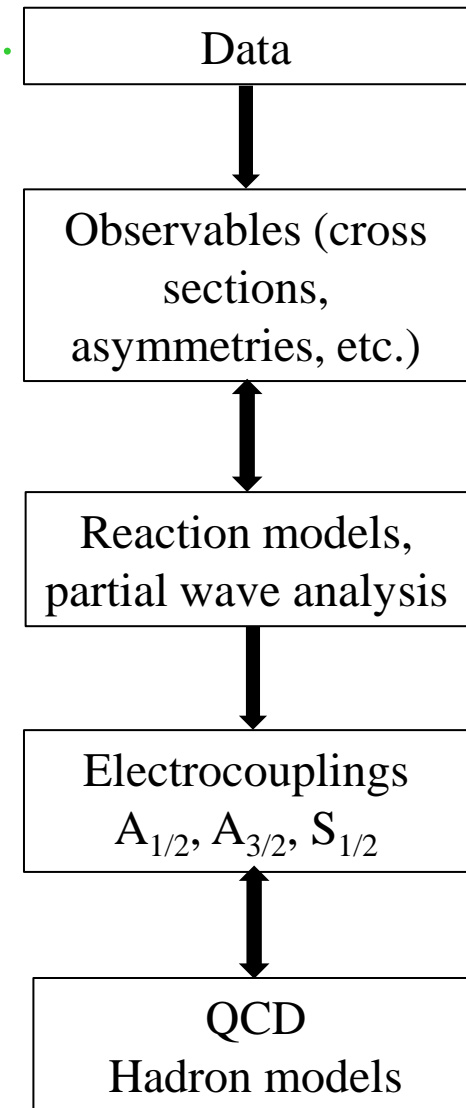 Data
Observables (cross
sections,
asymmetries, etc.)
Reaction models,
partial wave analysis
Electrocouplings
A1/2, A3/2, S1/2
QCD
Hadron models